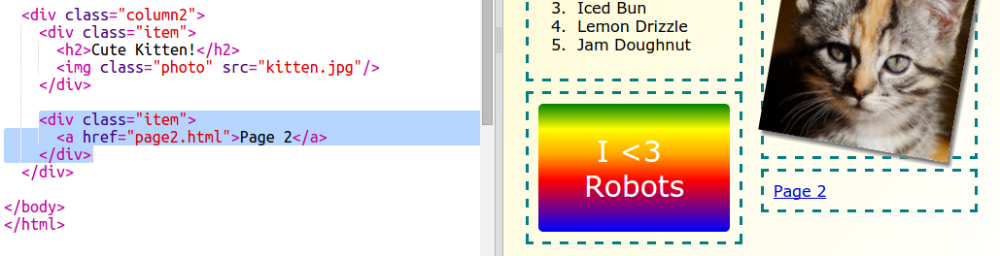 <div class="column2">
<div class="item">
<h2>Cute Kitten!</h2>
<img class="photo" src="kitten.jpg"/>
</div>
<div class="item">
<a href="page2.html">Page 2</a>
</div>
</div>
</body>
</html>
3. Iced Bun
4. Lemon Drizzle
5. Jam Doughnut
I <3
Robots
Page 2